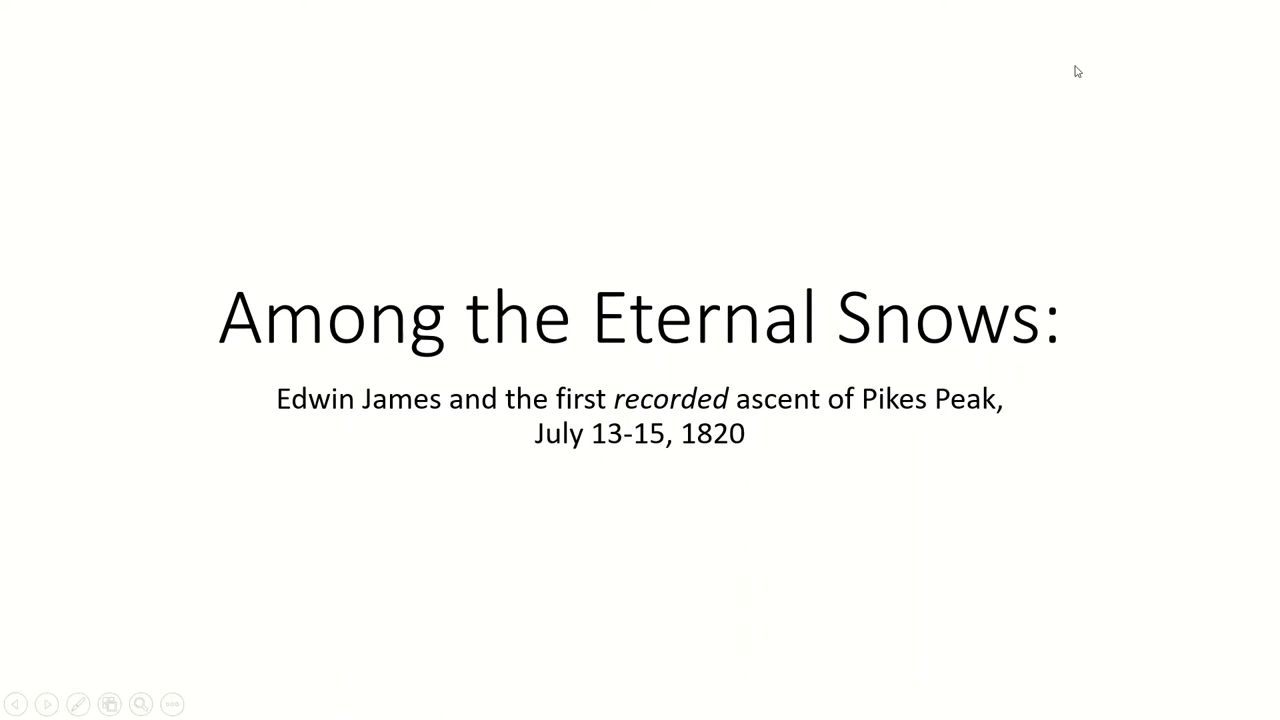 Among the Eternal Snows:
Edwin James and the first recorded ascent of Pikes Peak,
July 13-15, 1820